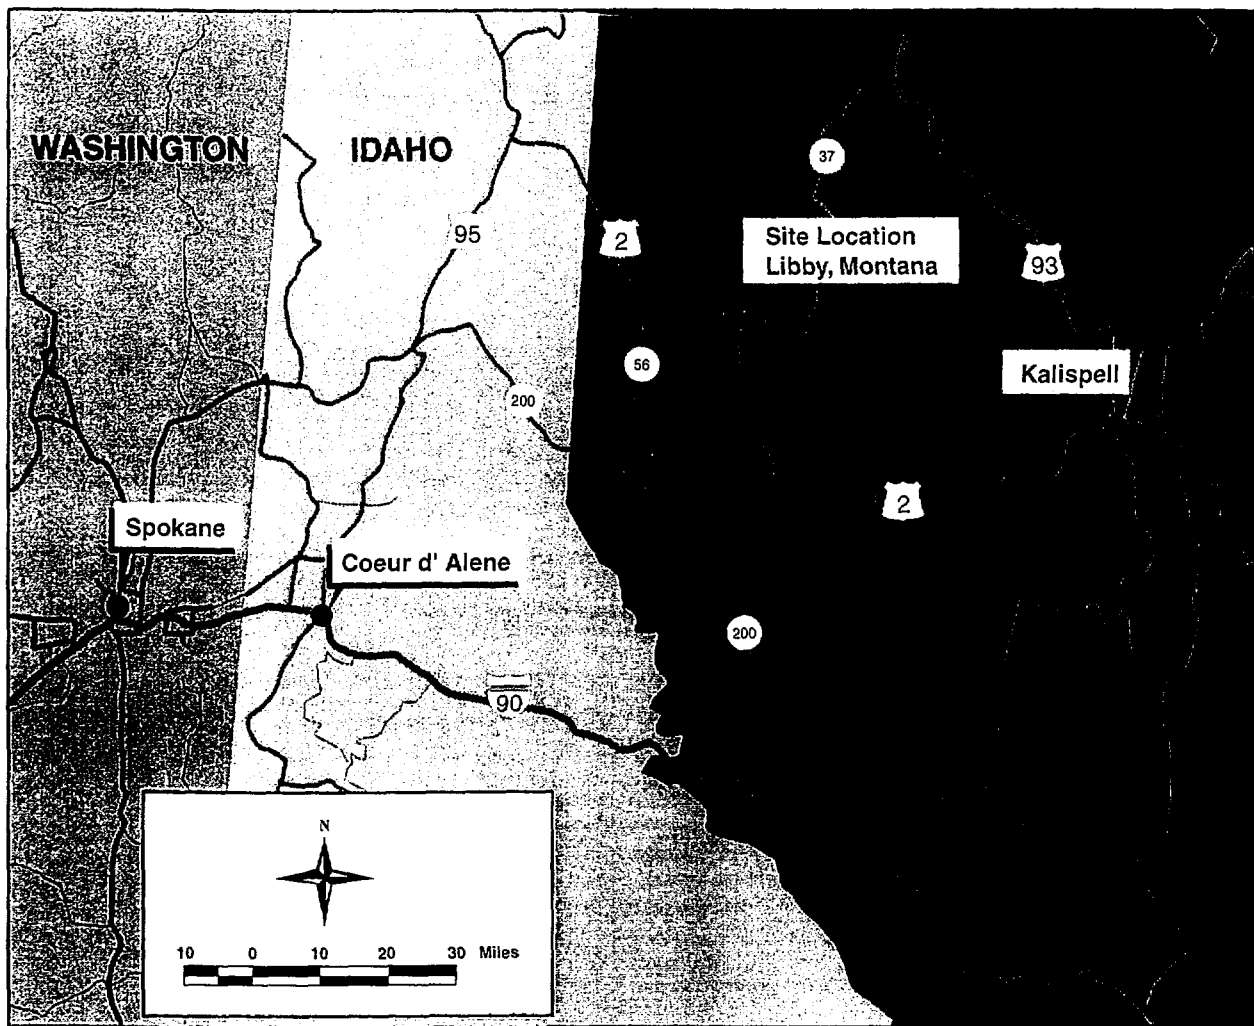 WASHINGTON
IDAHO
37
95
2
Site Location
Libby, Montana
93
56
Kalispell
200
2
Spokane
Coeur d' Alene
200
90
N
10 0 10 20 30 Miles